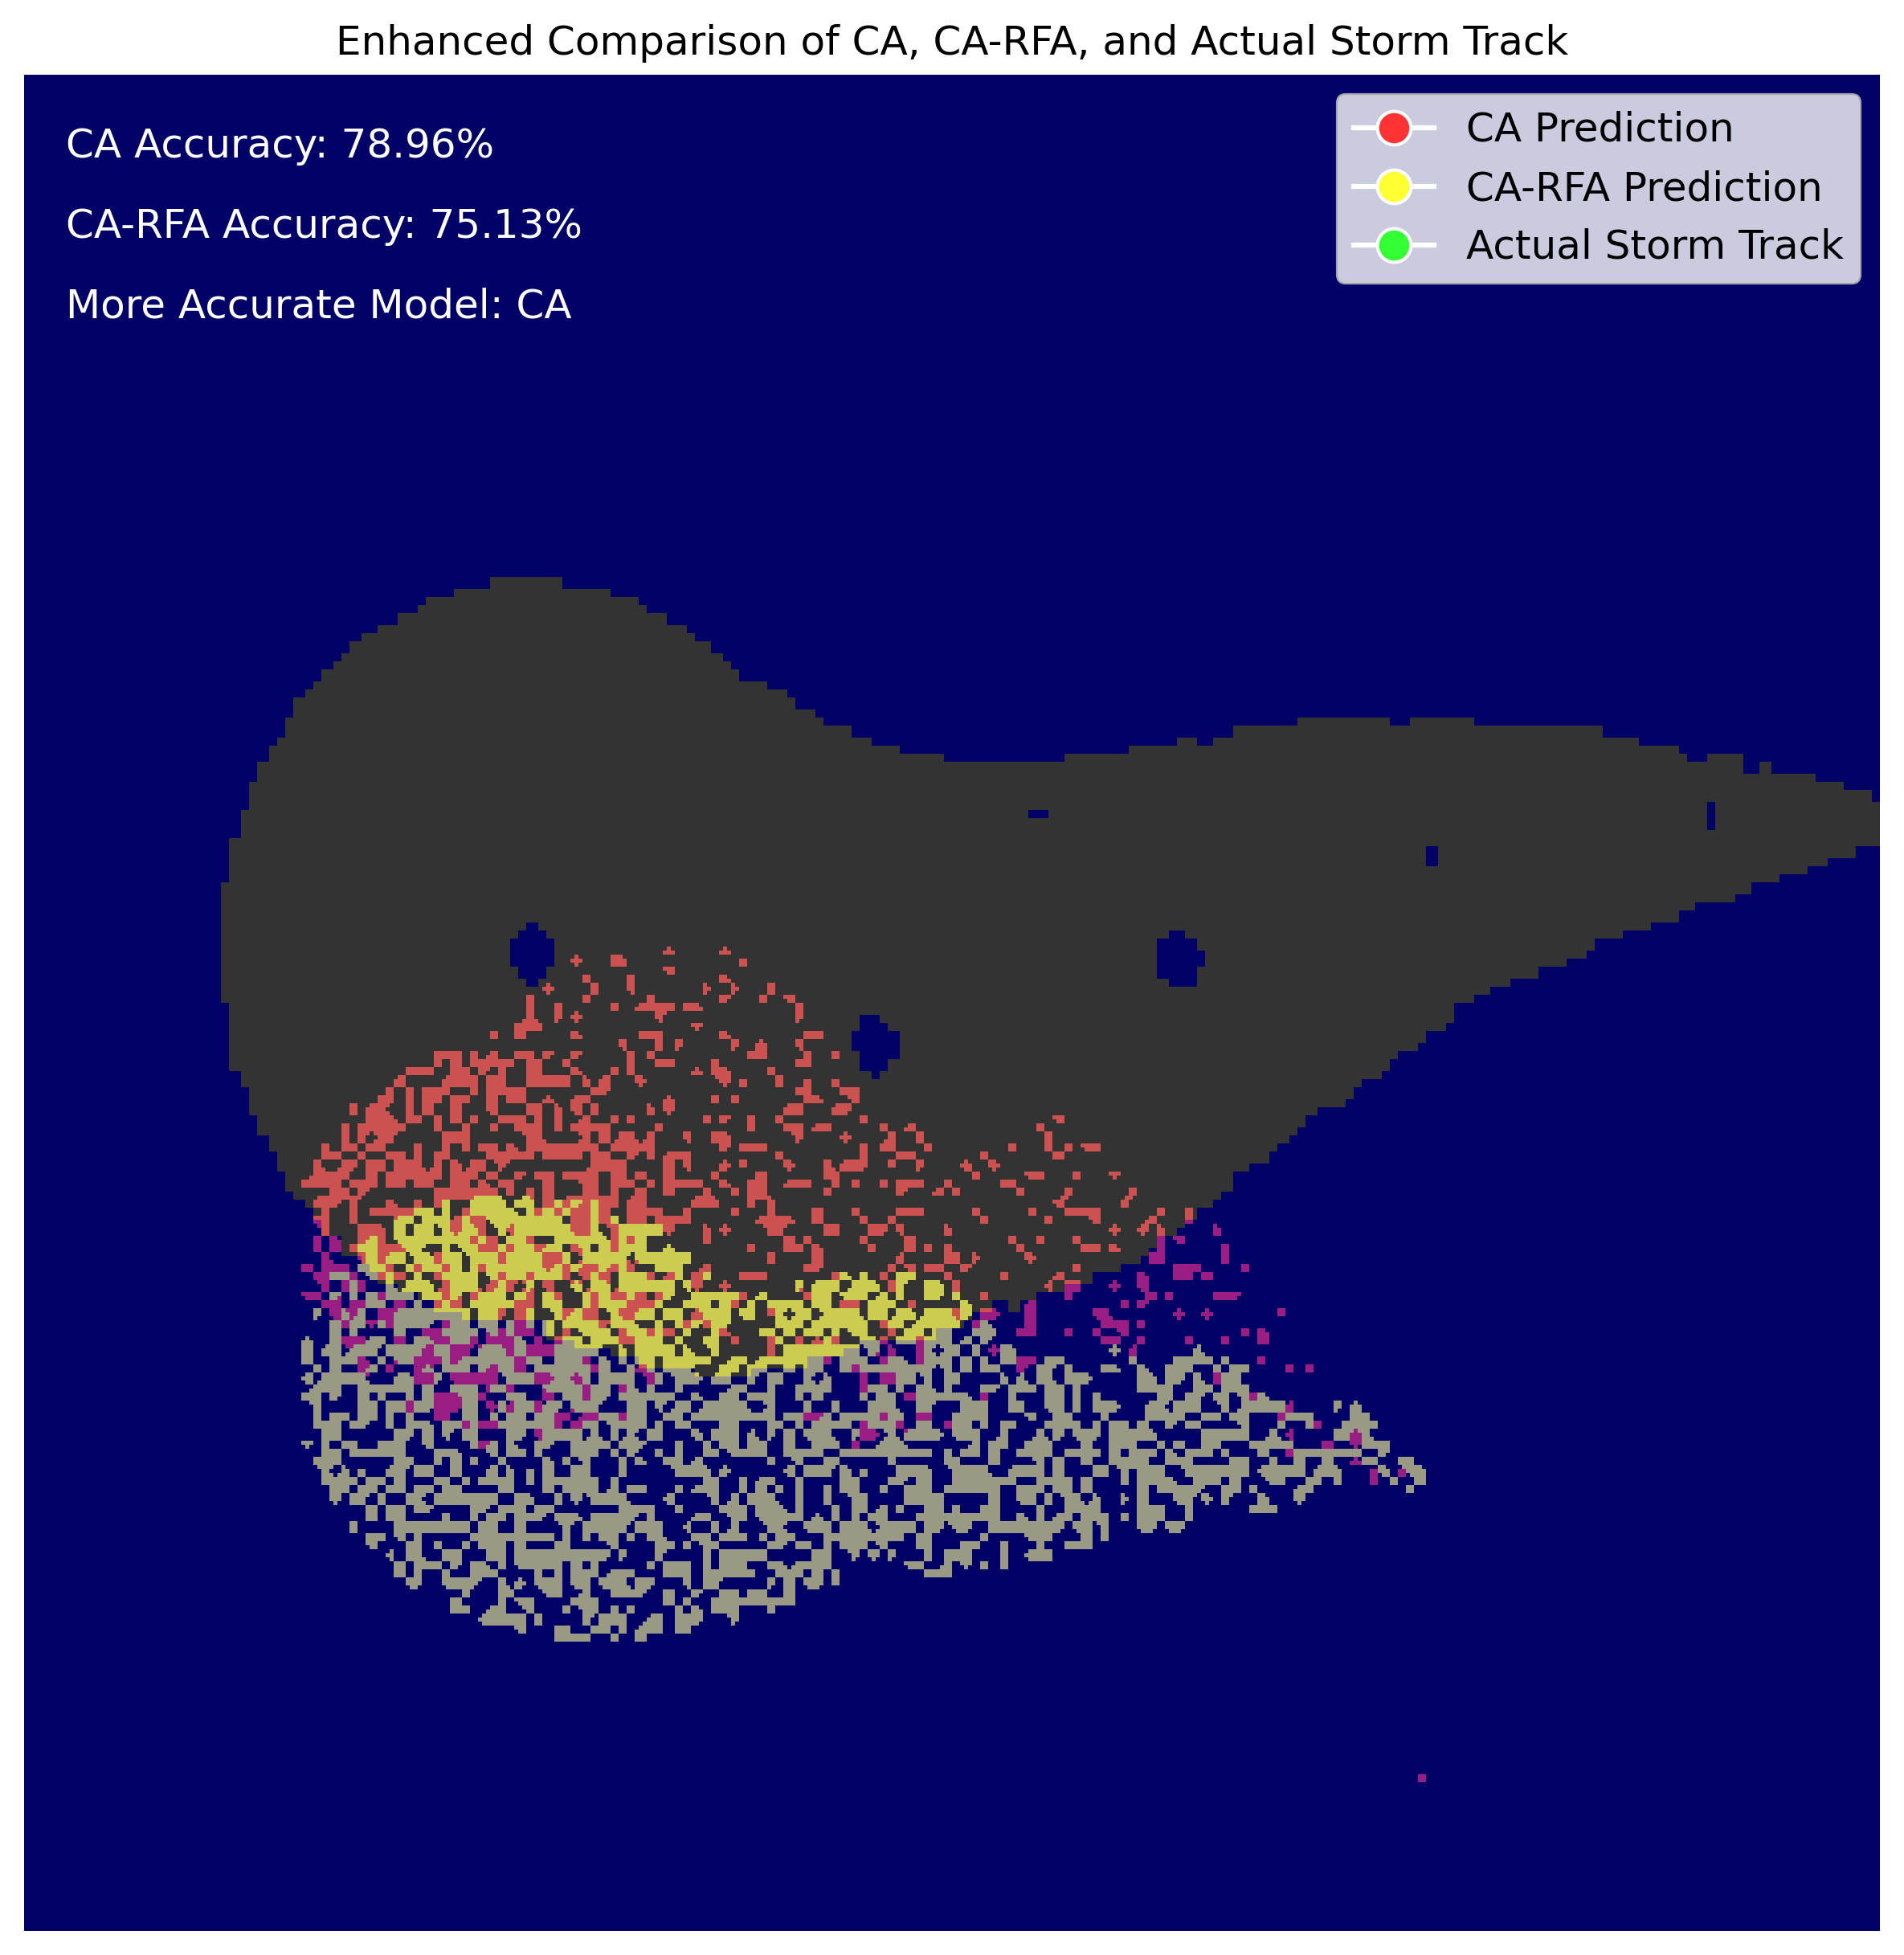 Enhanced Comparison of CA, CA-RFA, and Actual Storm Track
CA Accuracy: 78.96%
CA-RFA Accuracy: 75.13%
More Accurate Model: CA
CA Prediction
CA-RFA Prediction
Actual Storm Track